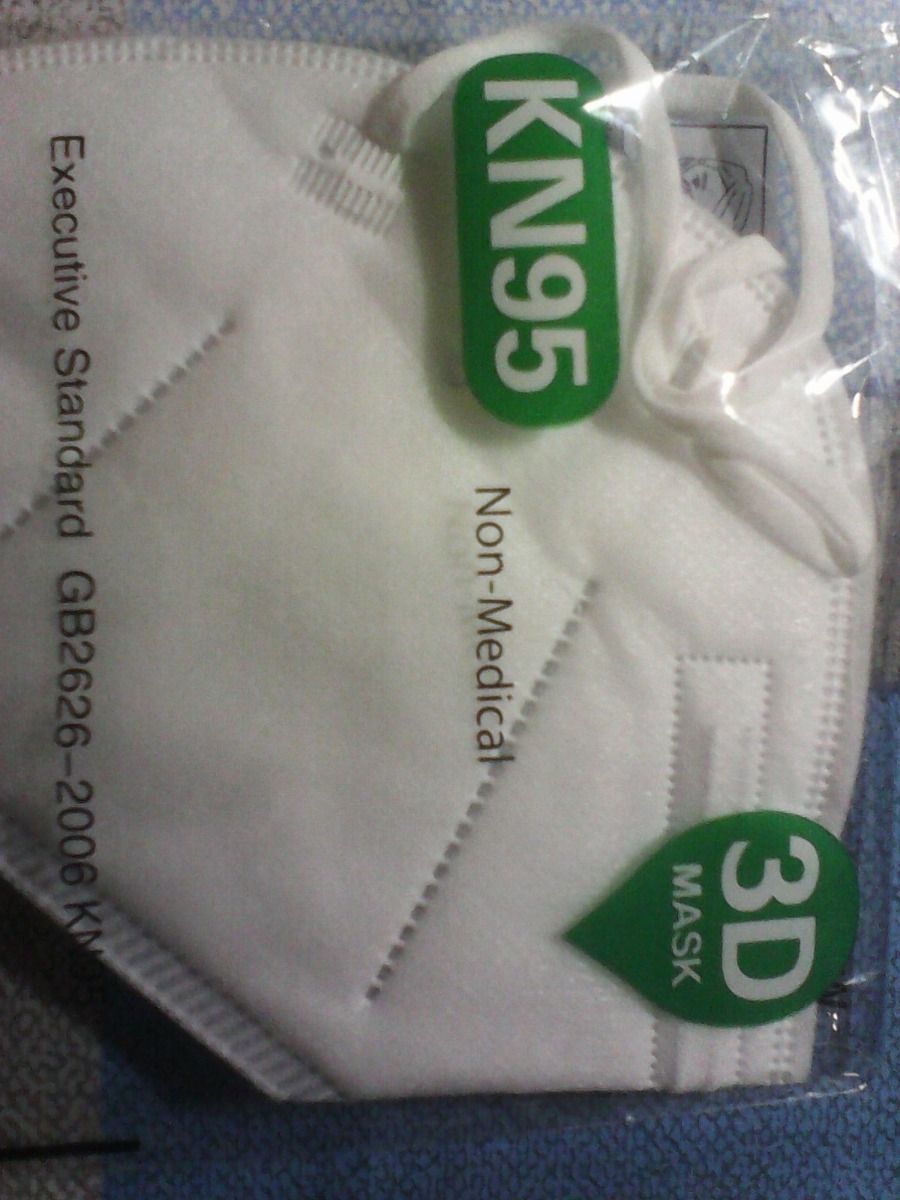 KN95
3D
MASK
Non-Medical
Executive Standard GB2626-2006